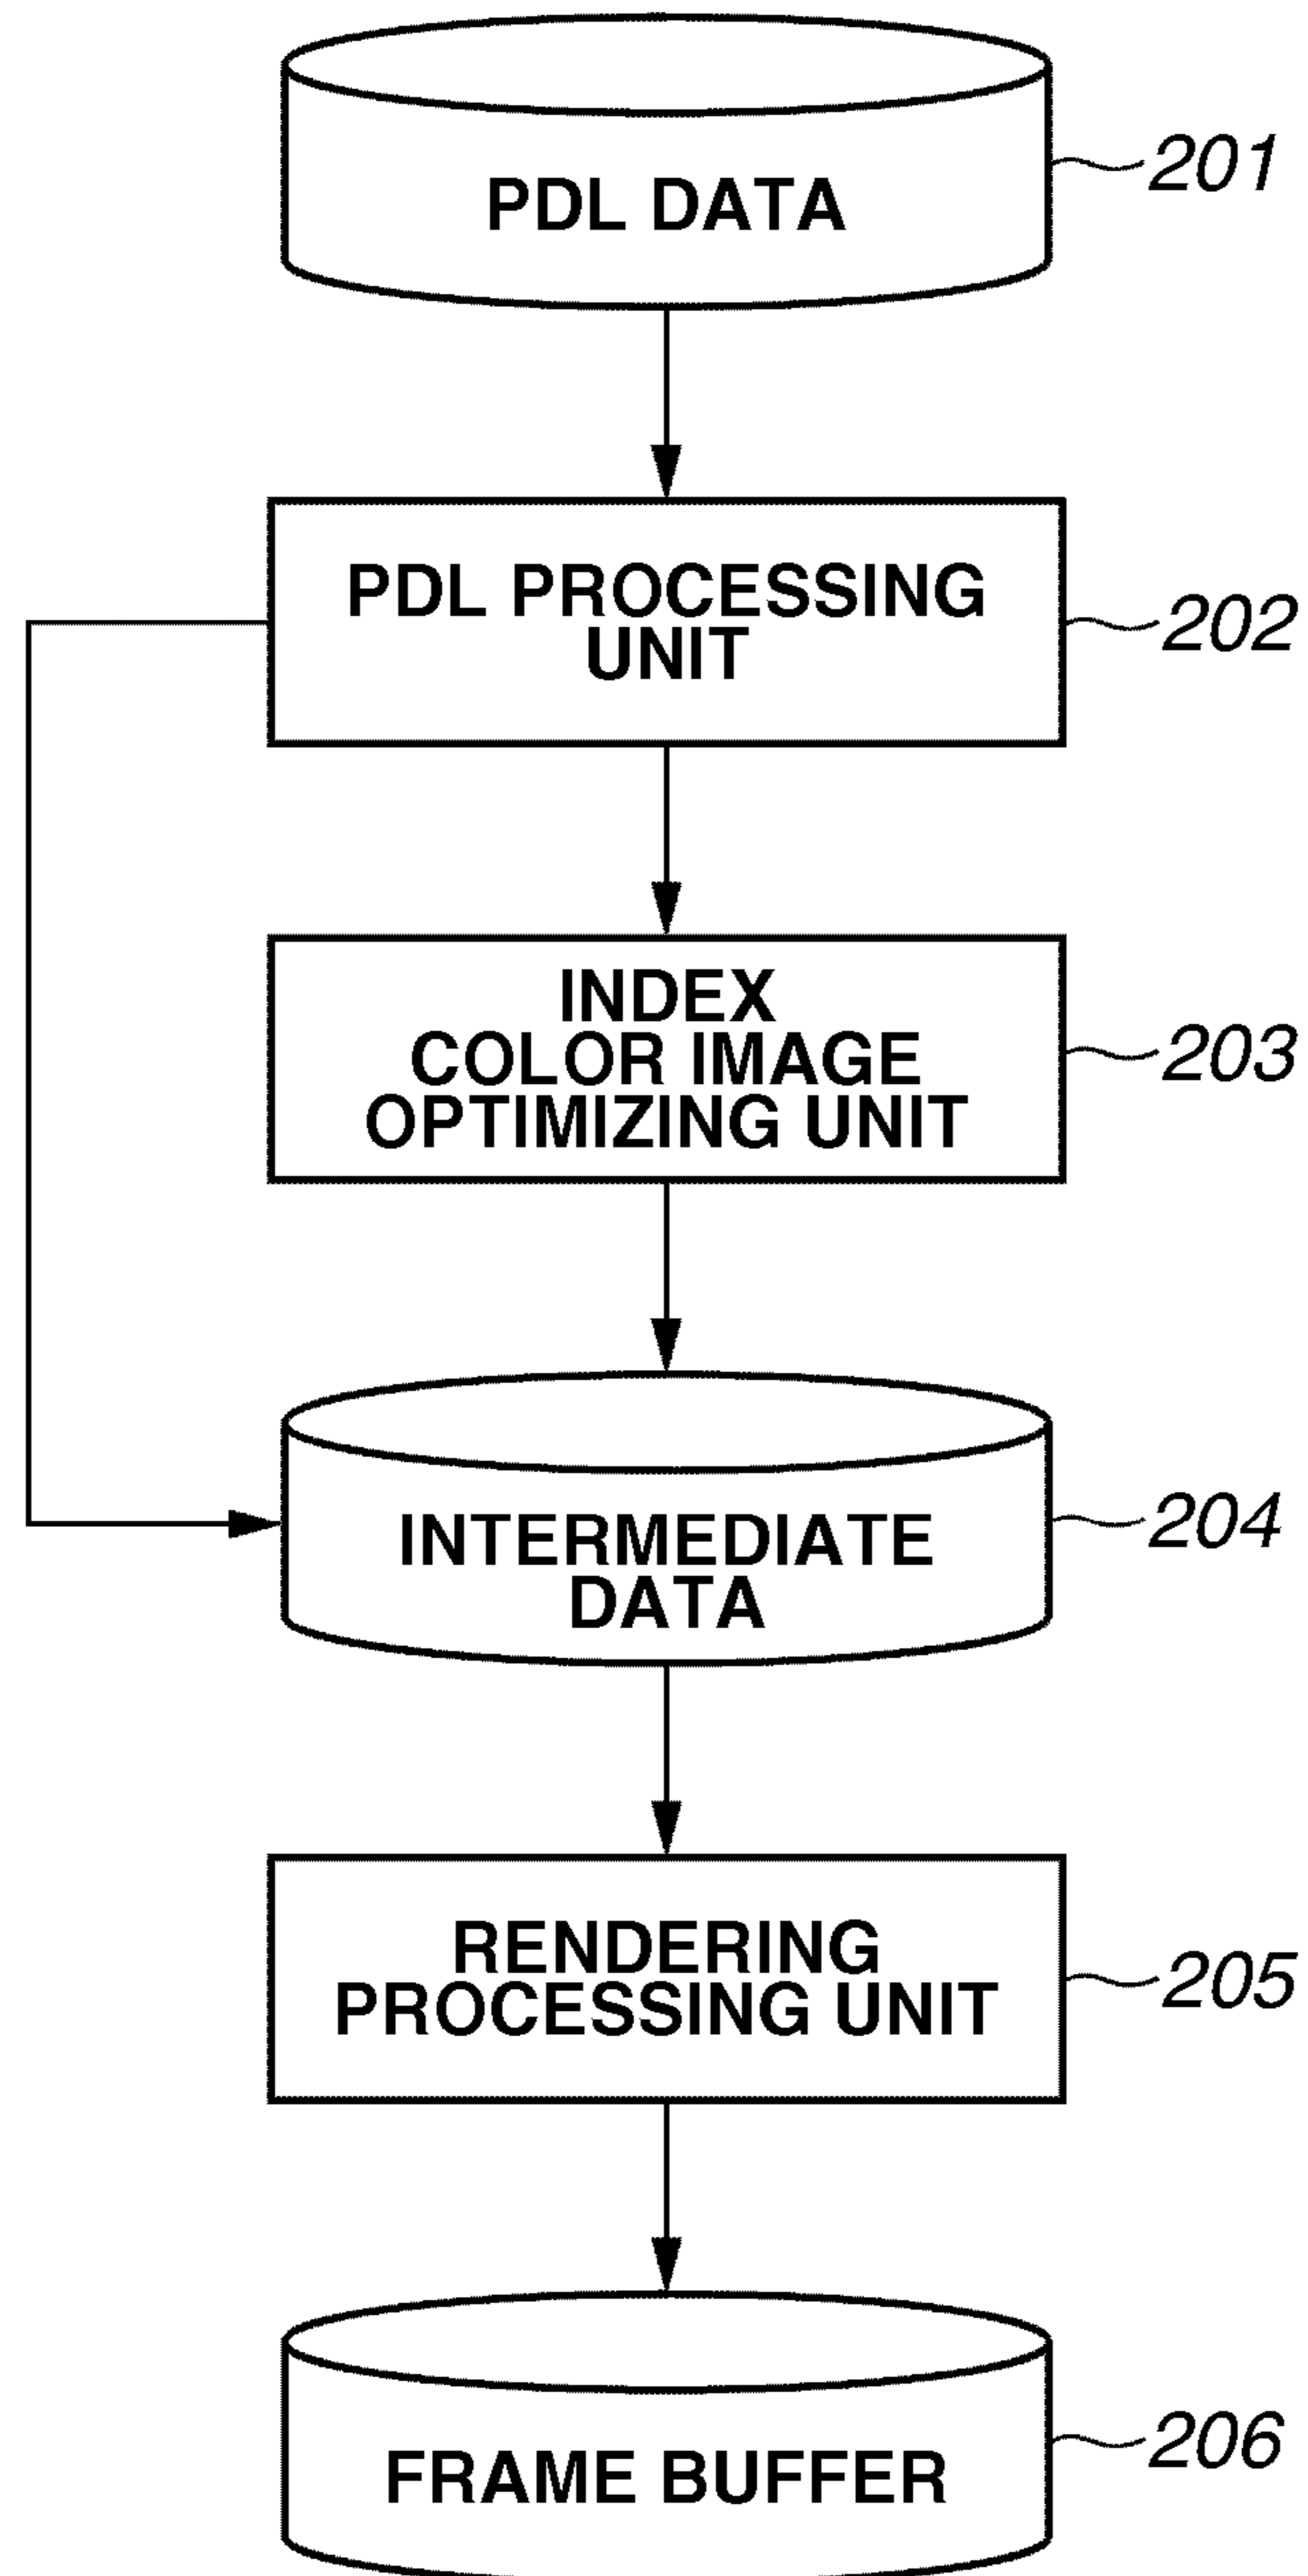 PDL DATA
201
PDL PROCESSING
UNIT
202
INDEX
COLOR IMAGE
OPTIMIZING UNIT
203
INTERMEDIATE
DATA
204
RENDERING
PROCESSING UNIT
205
FRAME BUFFER
206